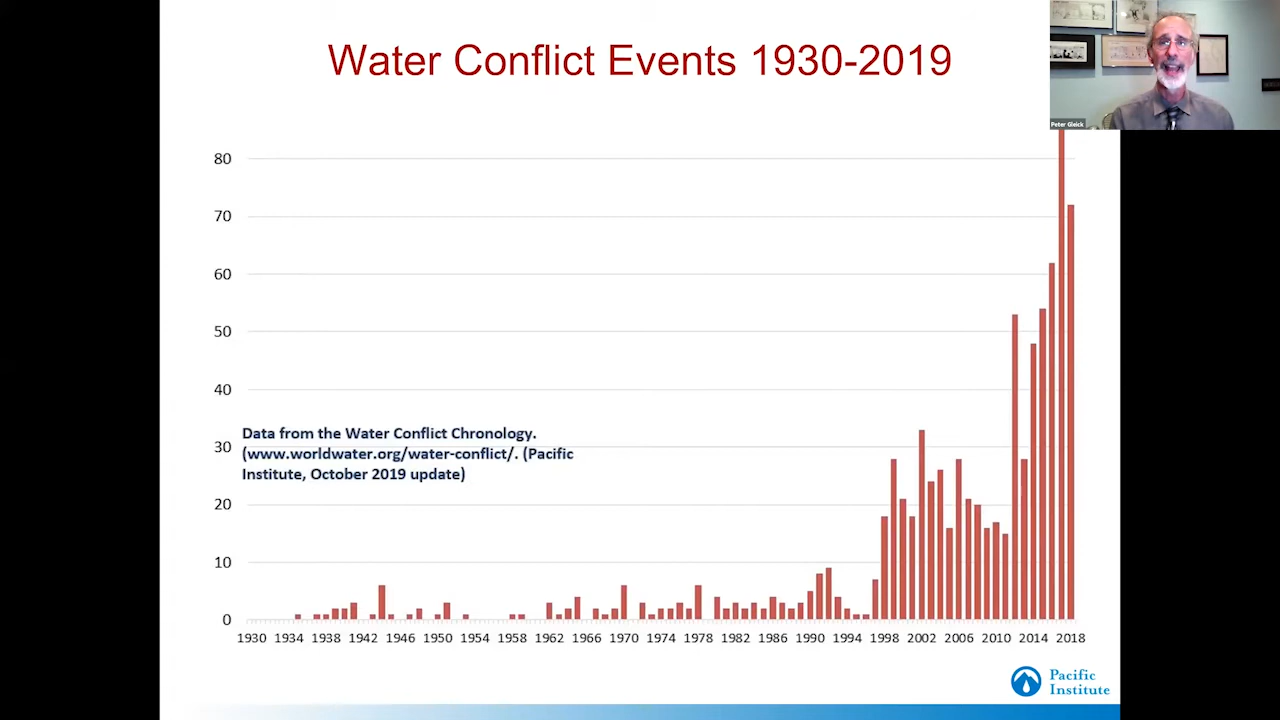 Water Conflict Events 1930-2019
Peter Gleick
80
70
60
50
40
30
20
10
0
Data from the Water Conflict Chronology.
(www.worldwater.org/water-conflict/. (Pacific
Institute, October 2019 update)
1930 1934 1938 1942 1946 1950 1954 1958 1962 1966 1970 1974 1978 1982 1986 1990 1994 1998 2002 2006 2010 2014 2018
Pacific
Institute